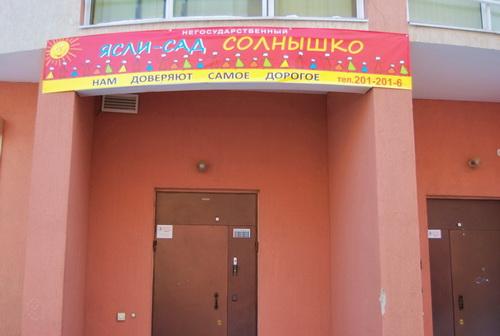 НЕГОСУДАРСТВЕННЫЙ
ЯСЛИ-САД СОЛНЫШКО
НАМ ДОВЕРЯЮТ САМОЕ ДОРОГОЕ тел.201-201-6